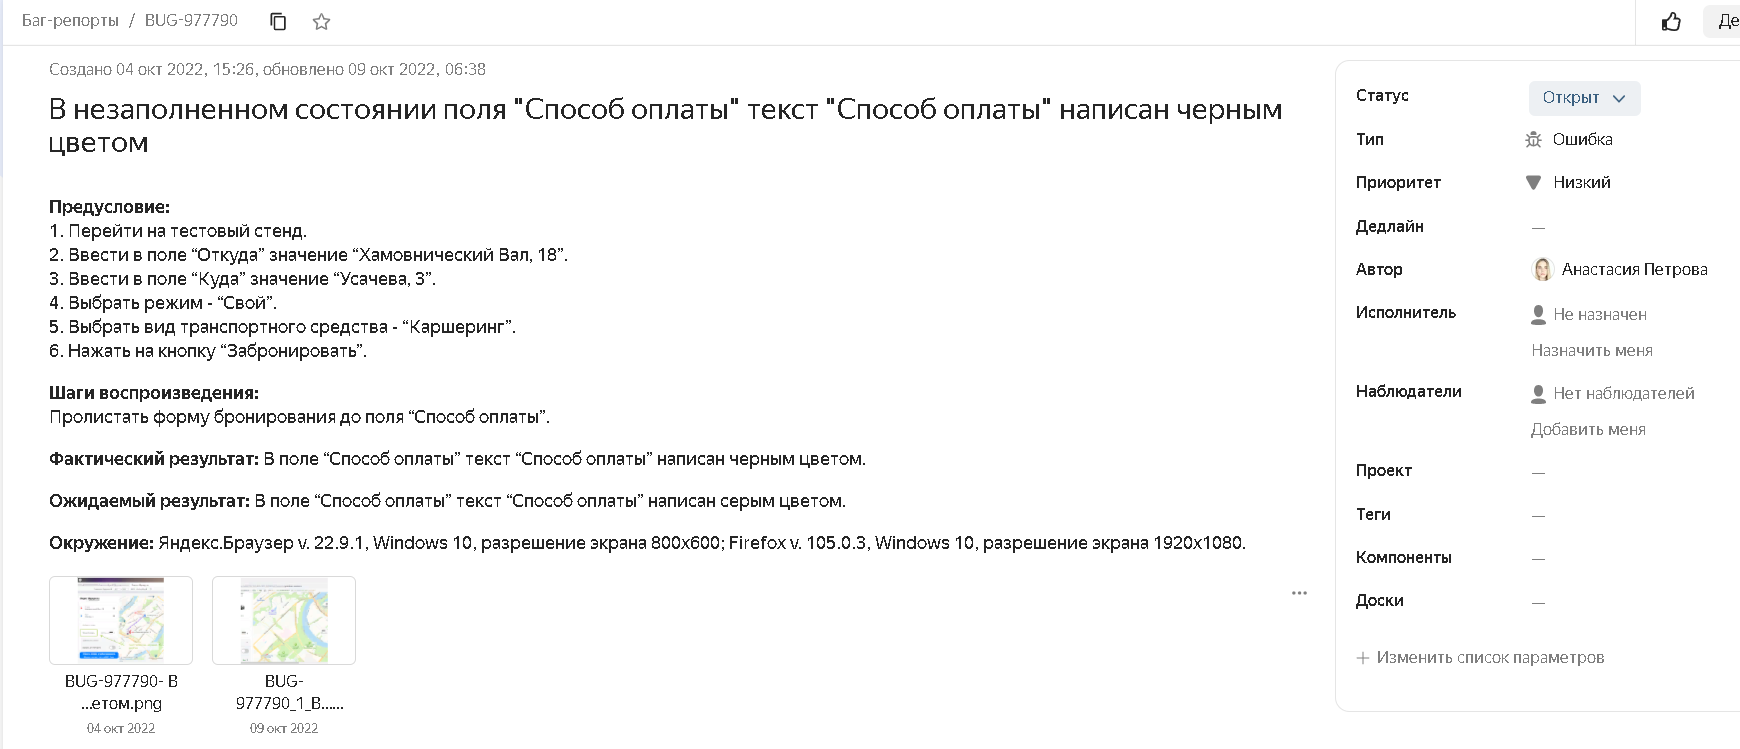 Баг-репорты / BUG-977790
Де
Создано 04 окт 2022, 15:26, обновлено 09 окт 2022, 06:38
В незаполненном состоянии поля "Способ оплаты" текст "Способ оплаты" написан черным
цветом
Предусловие:
1. Перейти на тестовый стенд.
2. Ввести в поле “Откуда” значение “Хамовнический Вал, 18”.
3. Ввести в поле “Куда” значение “Усачева, 3”.
4. Выбрать режим - “Свой”.
5. Выбрать вид транспортного средства - “Каршеринг”.
6. Нажать на кнопку “Забронировать”.
Шаги воспроизведения:
Пролистать форму бронирования до поля “Способ оплаты”.
Фактический результат: В поле “Способ оплаты” текст “Способ оплаты” написан черным цветом.
Ожидаемый результат: В поле “Способ оплаты” текст “Способ оплаты” написан серым цветом.
Окружение: Яндекс.Браузер v. 22.9.1, Windows 10, разрешение экрана 800x600; Firefox v. 105.0.3, Windows 10, разрешение экрана 1920x1080.
BUG-977790- В
...етом.png
04 окт 2022
BUG-
977790_1_В......
09 окт 2022
Статус Открыт
Тип Ошибка
Приоритет Низкий
Дедлайн —
Автор Анастасия Петрова
Исполнитель Не назначен
Назначить меня
Наблюдатели Нет наблюдателей
Добавить меня
Проект —
Теги —
Компоненты —
Доски —
+ Изменить список параметров